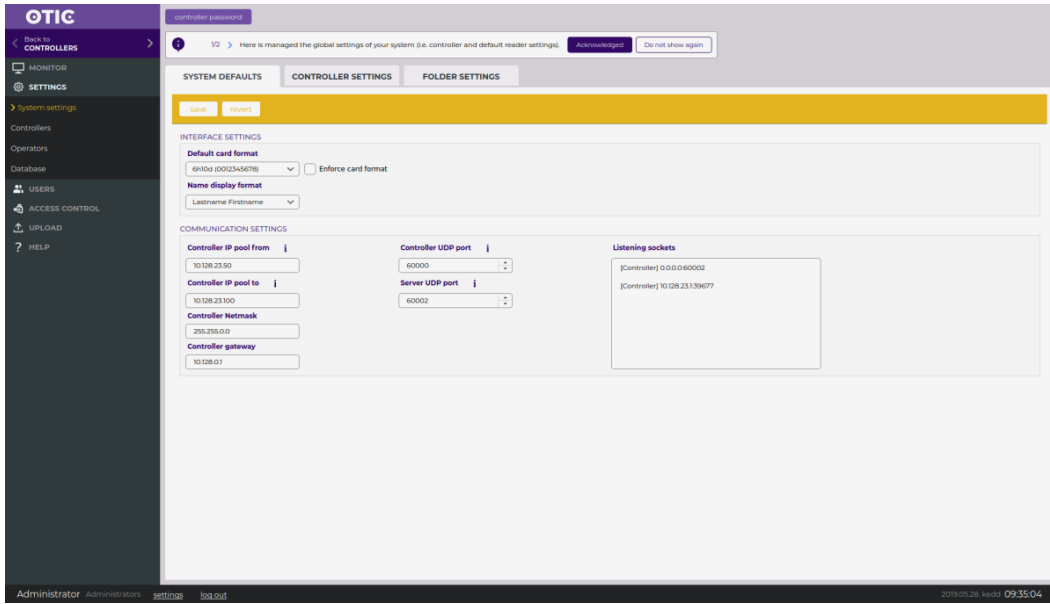 OTIC
controller password
Back to
CONTROLLERS
1/2 Here is managed the global settings of your system (i.e. controller and default reader settings). Acknowledged Do not show again
MONITOR
SETTINGS
System settings
Controllers
Operators
Database
USERS
ACCESS CONTROL
UPLOAD
HELP
SYSTEM DEFAULTS CONTROLLER SETTINGS FOLDER SETTINGS
save revert
INTERFACE SETTINGS
Default card format
6h10d (0012345678) Enforce card format
Name display format
Lastname Firstname
COMMUNICATION SETTINGS
Controller IP pool from i Controller UDP port i Listening sockets
10.128.23.50 60000 [Controller] 0.0.0.0:60002
Controller IP pool to i Server UDP port i [Controller] 10.128.23.1:39677
10.128.23.100 60002
Controller Netmask
255.255.0.0
Controller gateway
10.128.0.1
Administrator Administrators settings log out 2019.05.28. kedd 09:35:04